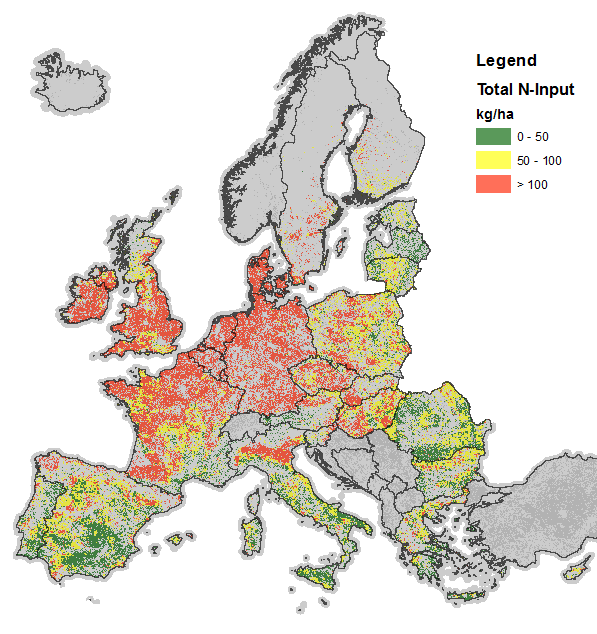 Legend
Total N-Input
kg/ha
0 - 50
50 - 100
> 100